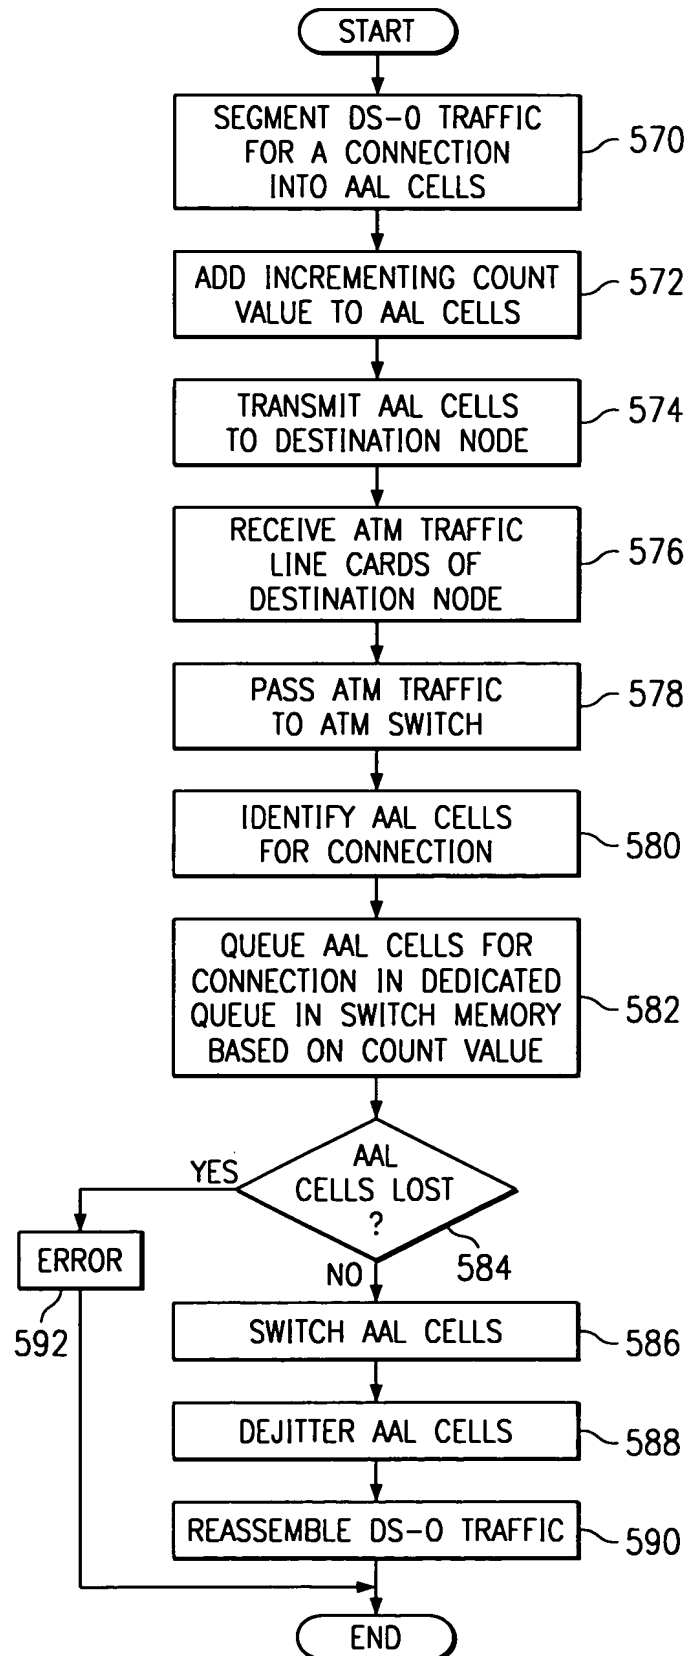 START
SEGMENT DS-0 TRAFFIC
FOR A CONNECTION
INTO AAL CELLS
570
ADD INCREMENTING COUNT
VALUE TO AAL CELLS
572
TRANSMIT AAL CELLS
TO DESTINATION NODE
574
RECEIVE ATM TRAFFIC
LINE CARDS OF
DESTINATION NODE
576
PASS ATM TRAFFIC
TO ATM SWITCH
578
IDENTIFY AAL CELLS
FOR CONNECTION
580
QUEUE AAL CELLS FOR
CONNECTION IN DEDICATED
QUEUE IN SWITCH MEMORY
BASED ON COUNT VALUE
582
AAL
CELLS LOST
?
584
YES
ERROR
592
NO
SWITCH AAL CELLS
586
DEJITTER AAL CELLS
588
REASSEMBLE DS-0 TRAFFIC
590
END